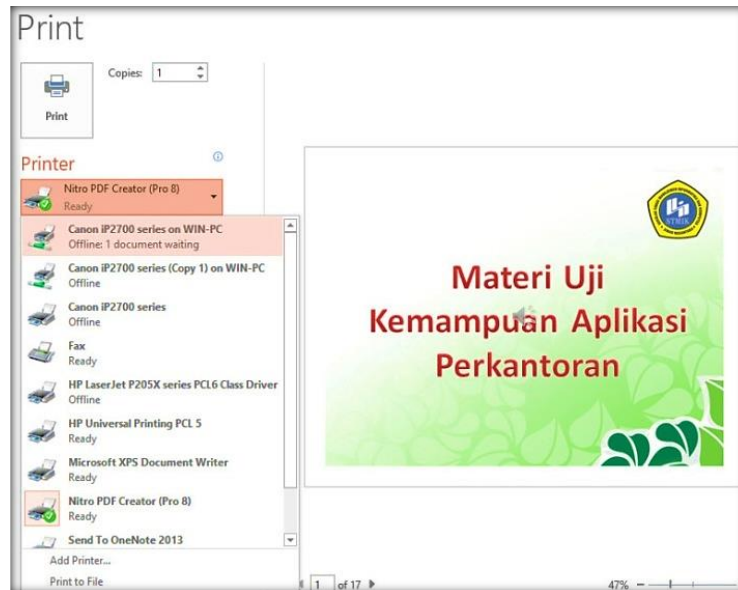 Print
Copies: 1
Print
Printer
Nitro PDF Creator (Pro 8)
Ready
Canon iP2700 series on WIN-PC
Offline: 1 document waiting
Canon iP2700 series (Copy 1) on WIN-PC
Offline
Canon iP2700 series
Offline
Fax
Ready
HP LaserJet P205X series PCL6 Class Driver
Offline
HP Universal Printing PCL 5
Ready
Microsoft XPS Document Writer
Ready
Nitro PDF Creator (Pro 8)
Ready
Send To OneNote 2013
Add Printer...
Print to File
STMIK
Materi Uji
Kemampuan Aplikasi
Perkantoran
1 of 17
47%